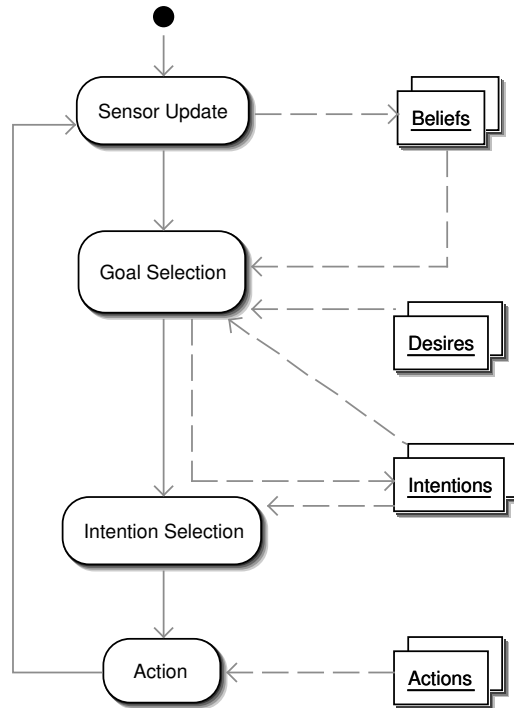 Sensor Update
Beliefs
Goal Selection
Desires
Intentions
Intention Selection
Action
Actions